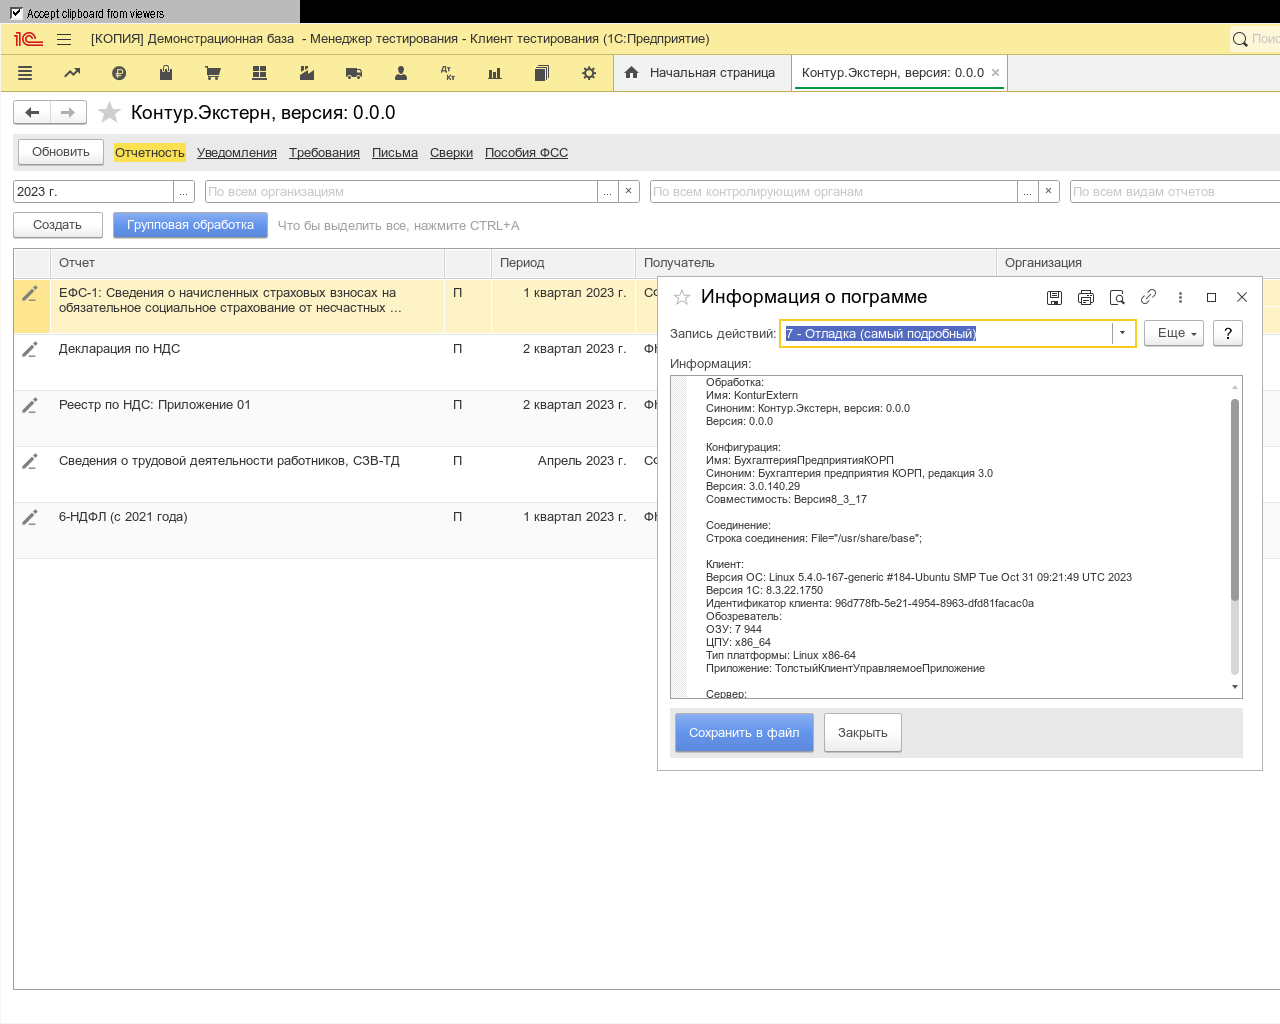 Accept clipboard from viewers
[КОПИЯ] Демонстрационная база - Менеджер тестирования - Клиент тестирования (1С:Предприятие)
Поис
Дт Кт
Начальная страница
Контур.Экстерн, версия: 0.0.0
Контур.Экстерн, версия: 0.0.0
Обновить Отчетность Уведомления Требования Письма Сверки Пособия ФСС
2023 г. ... По всем организациям ... × По всем контролирующим органам ... × По всем видам отчетов
Создать Групповая обработка Что бы выделить все, нажмите CTRL+A
Отчет Период Получатель Организация
ЕФС-1: Сведения о начисленных страховых взносах на П 1 квартал 2023 г.
обязательное социальное страхование от несчастных ...
Декларация по НДС П 2 квартал 2023 г.
Реестр по НДС: Приложение 01 П 2 квартал 2023 г.
Сведения о трудовой деятельности работников, СЗВ-ТД П Апрель 2023 г.
6-НДФЛ (с 2021 года) П 1 квартал 2023 г.
Информация о пограмме
Запись действий: 7 - Отладка (самый подробный) Еще ?
Информация:
Обработка:
Имя: KonturExtern
Синоним: Контур.Экстерн, версия: 0.0.0
Версия: 0.0.0
Конфигурация:
Имя: БухгалтерияПредприятияКОРП
Синоним: Бухгалтерия предприятия КОРП, редакция 3.0
Версия: 3.0.140.29
Совместимость: Версия8_3_17
Соединение:
Строка соединения: File="/usr/share/base";
Клиент:
Версия ОС: Linux 5.4.0-167-generic #184-Ubuntu SMP Tue Oct 31 09:21:49 UTC 2023
Версия 1С: 8.3.22.1750
Идентификатор клиента: 96d778fb-5e21-4954-8963-dfd81facac0a
Обозреватель:
ОЗУ: 7 944
ЦПУ: x86_64
Тип платформы: Linux x86-64
Приложение: ТолстыйКлиентУправляемоеПриложение
Сервер:
Сохранить в файл Закрыть